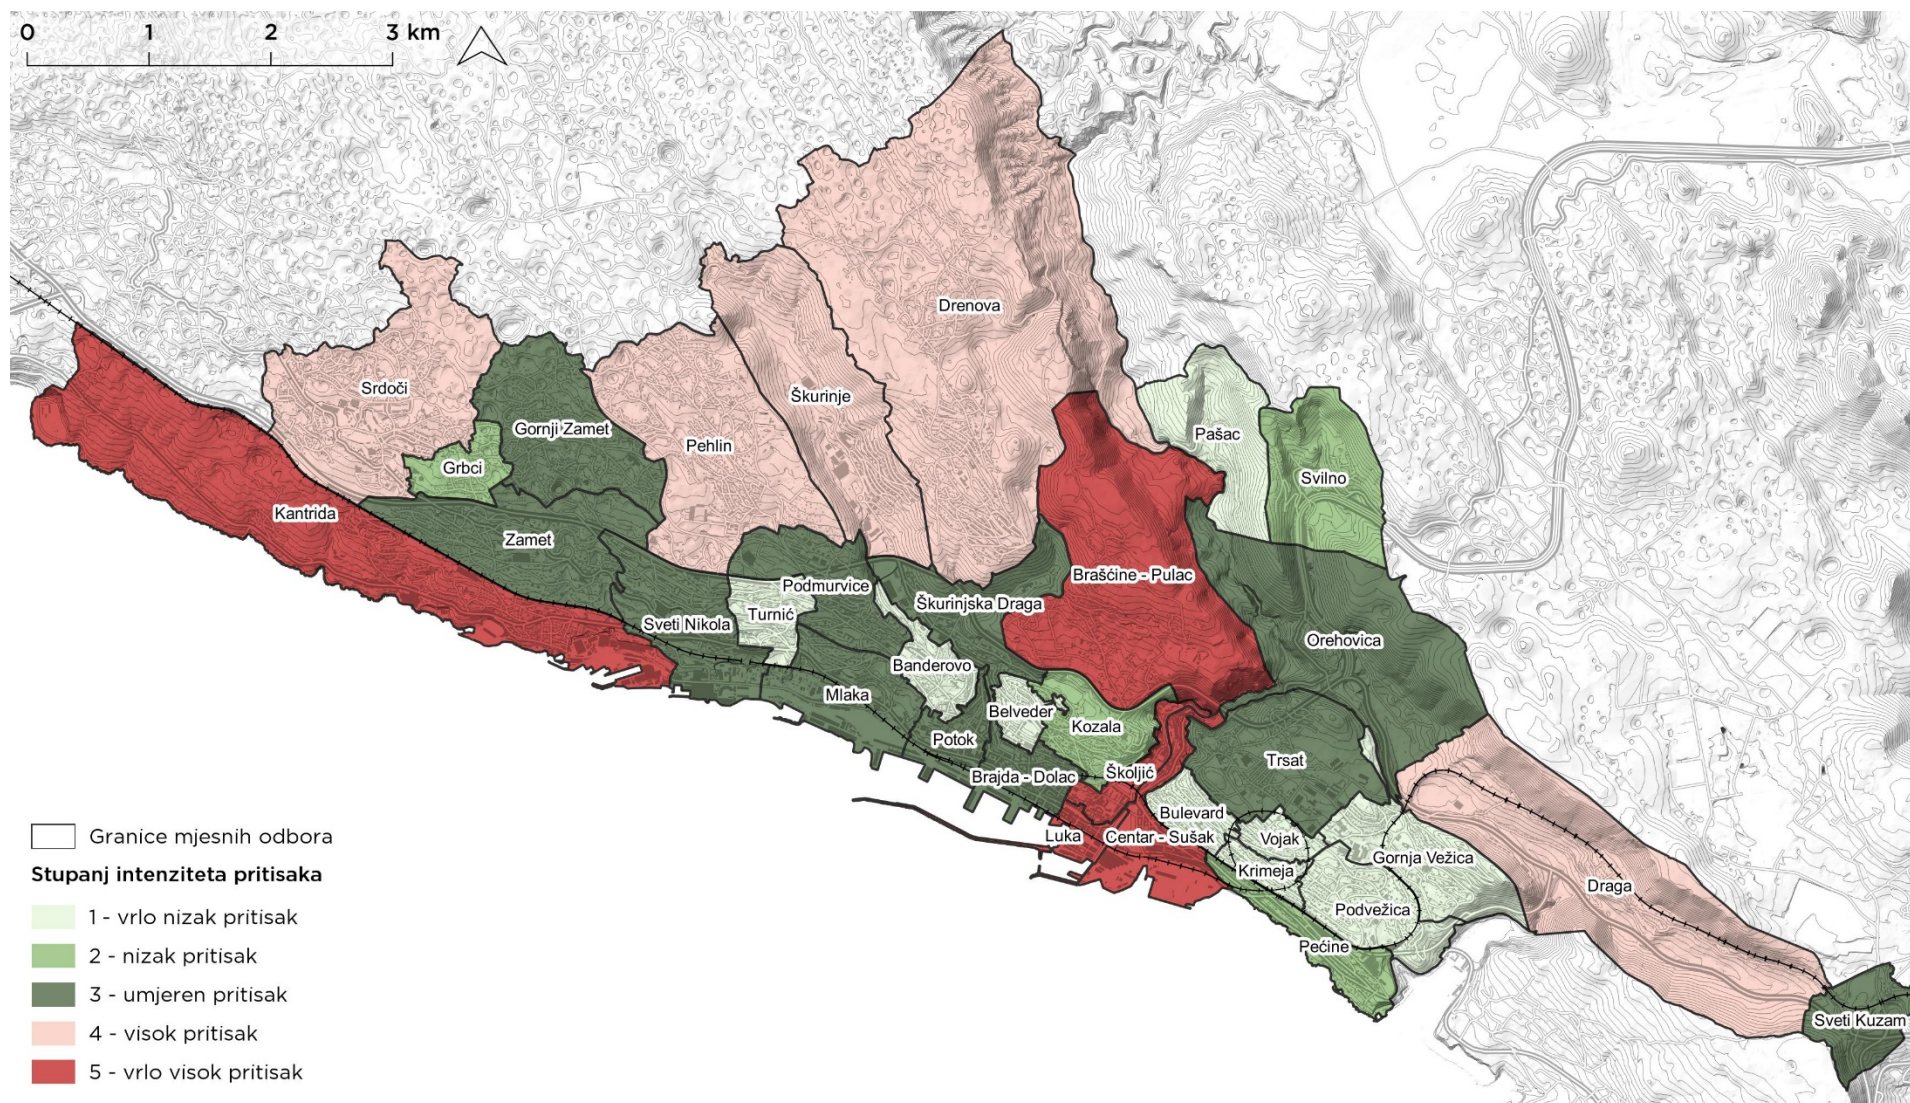 0 1 2 3 km
Drenova
Srdoči
Škurinje
Gornji Zamet
Pašac
Pehlin
Grbci
Svilno
Kantrida
Zamet
Brašćine - Pulac
Podmurvice
Škurinjska Draga
Turnić
Sveti Nikola
Orehovica
Banderovo
Mlaka
Belveder
Kozala
Potok
Trsat
Školjić
Brajda - Dolac
Bulevard
Luka
Centar - Sušak
Vojak
Gornja Vežica
Krimeja
Draga
Podvežica
Pećine
Sveti Kuzam
Granice mjesnih odbora
Stupanj intenziteta pritisaka
1 - vrlo nizak pritisak
2 - nizak pritisak
3 - umjeren pritisak
4 - visok pritisak
5 - vrlo visok pritisak